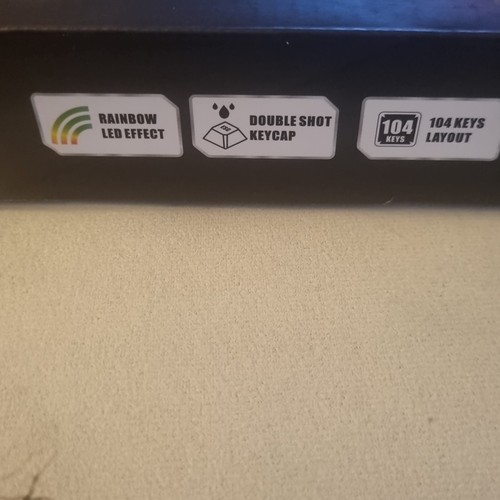 RAINBOW
LED EFFECT
DOUBLE SHOT
KEYCAP
104
KEYS
104 KEYS
LAYOUT